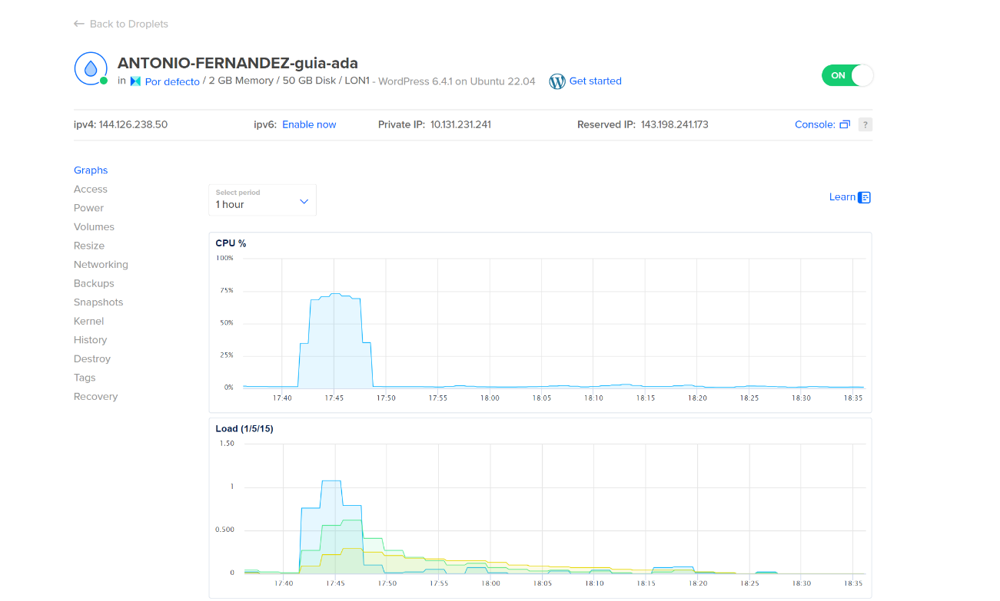 ← Back to Droplets
ANTONIO-FERNANDEZ-guia-ada
in Por defecto / 2 GB Memory / 50 GB Disk / LON1 - WordPress 6.4.1 on Ubuntu 22.04 Get started
ON
ipv4: 144.126.238.50 ipv6: Enable now Private IP: 10.131.231.241 Reserved IP: 143.198.241.173 Console: ?
Graphs
Access
Power
Volumes
Resize
Networking
Backups
Snapshots
Kernel
History
Destroy
Tags
Recovery
Select period
1 hour
Learn
CPU %
100%
75%
50%
25%
0%
17:40 17:45 17:50 17:55 18:00 18:05 18:10 18:15 18:20 18:25 18:30 18:35
Load (1/5/15)
1.50
1
0.500
0
17:40 17:45 17:50 17:55 18:00 18:05 18:10 18:15 18:20 18:25 18:30 18:35